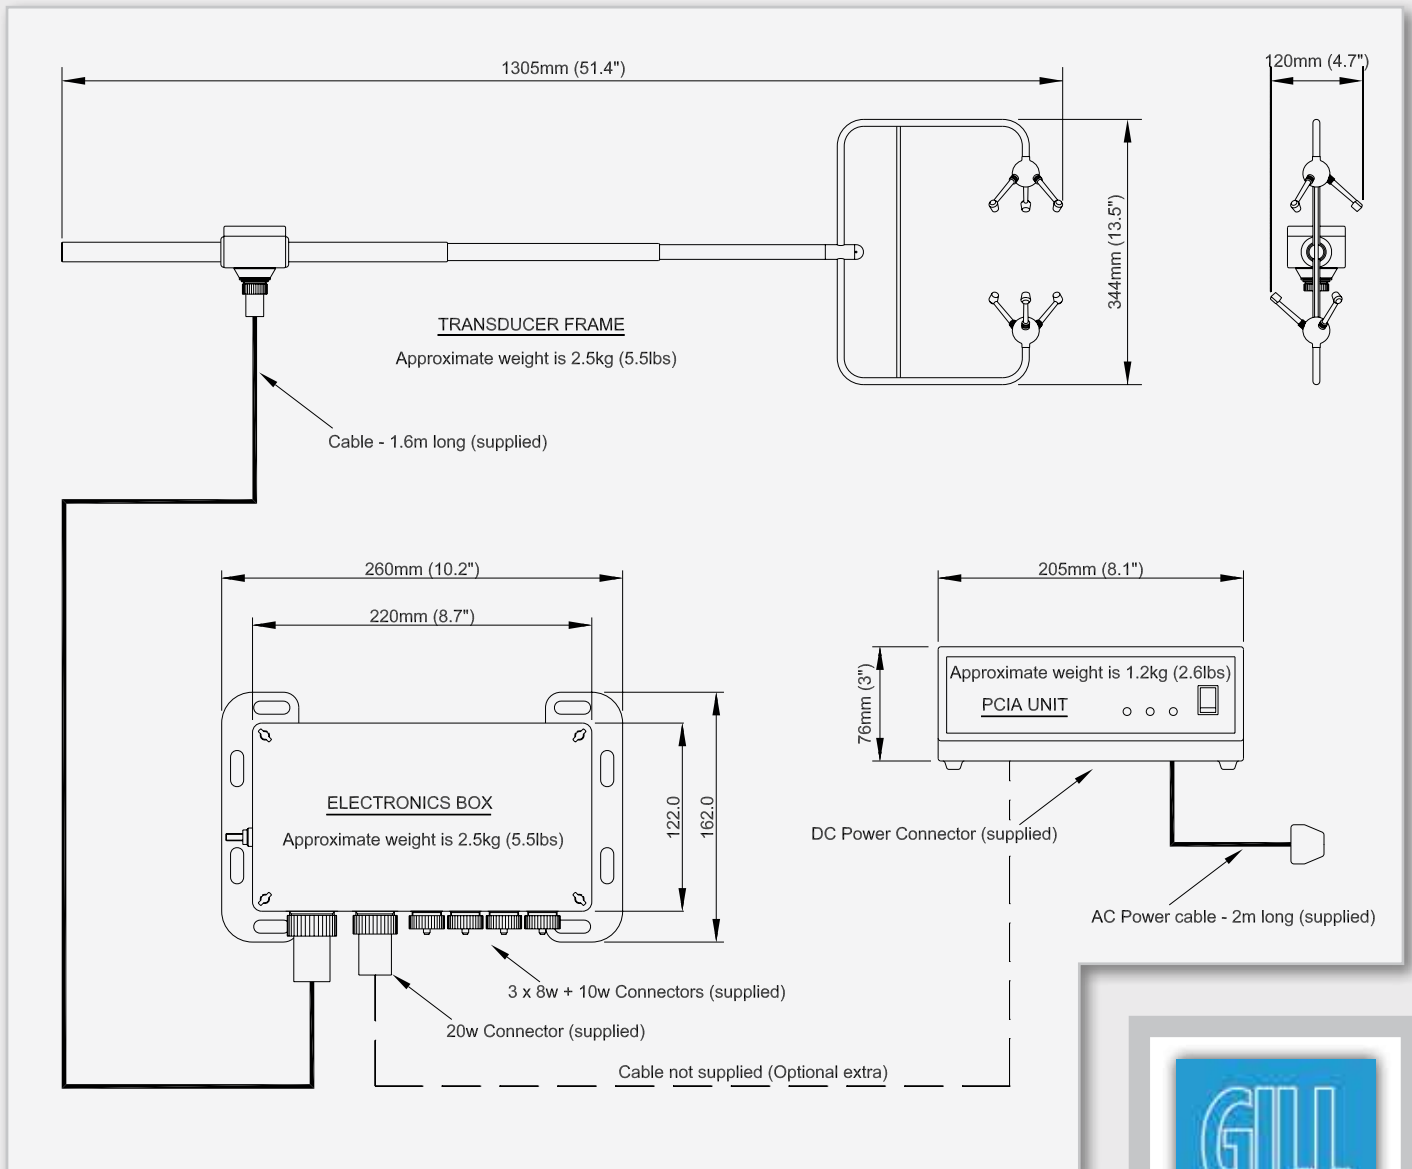 1305mm (51.4")
120mm (4.7")
344mm (13.5")
TRANSDUCER FRAME
Approximate weight is 2.5kg (5.5lbs)
Cable - 1.6m long (supplied)
260mm (10.2")
220mm (8.7")
205mm (8.1")
76mm (3")
Approximate weight is 1.2kg (2.6lbs)
PCIA UNIT
ELECTRONICS BOX
Approximate weight is 2.5kg (5.5lbs)
122.0
162.0
DC Power Connector (supplied)
AC Power cable - 2m long (supplied)
3 x 8w + 10w Connectors (supplied)
20w Connector (supplied)
Cable not supplied (Optional extra)
GILL